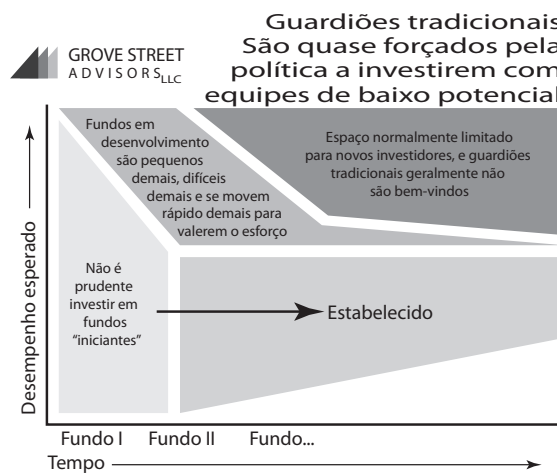 GROVE STREET
ADVISORS LLC
Guardiões tradicionais
São quase forçados pela
política a investirem com
equipes de baixo potencial
Fundos em
desenvolvimento
são pequenos
demais, difíceis
demais e se movem
rápido demais para
valerem o esforço
Espaço normalmente limitado
para novos investidores, e guardiões
tradicionais geralmente não
são bem-vindos
Desempenho esperado
Não é
prudente
investir em
fundos
"iniciantes"
Estabelecido
Fundo I Fundo II Fundo...
Tempo